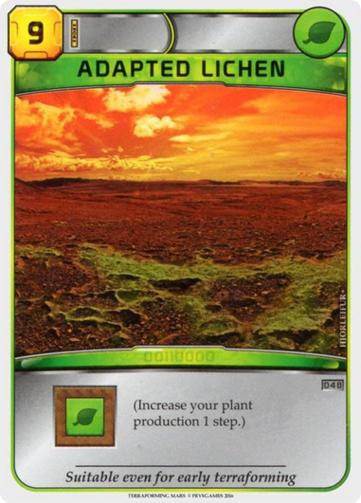 9
ADAPTED LICHEN
HJORLEIFUR+
048
(Increase your plant
production 1 step.)
Suitable even for early terraforming
TERRAFORMING MARS © FRYXGAMES 2016